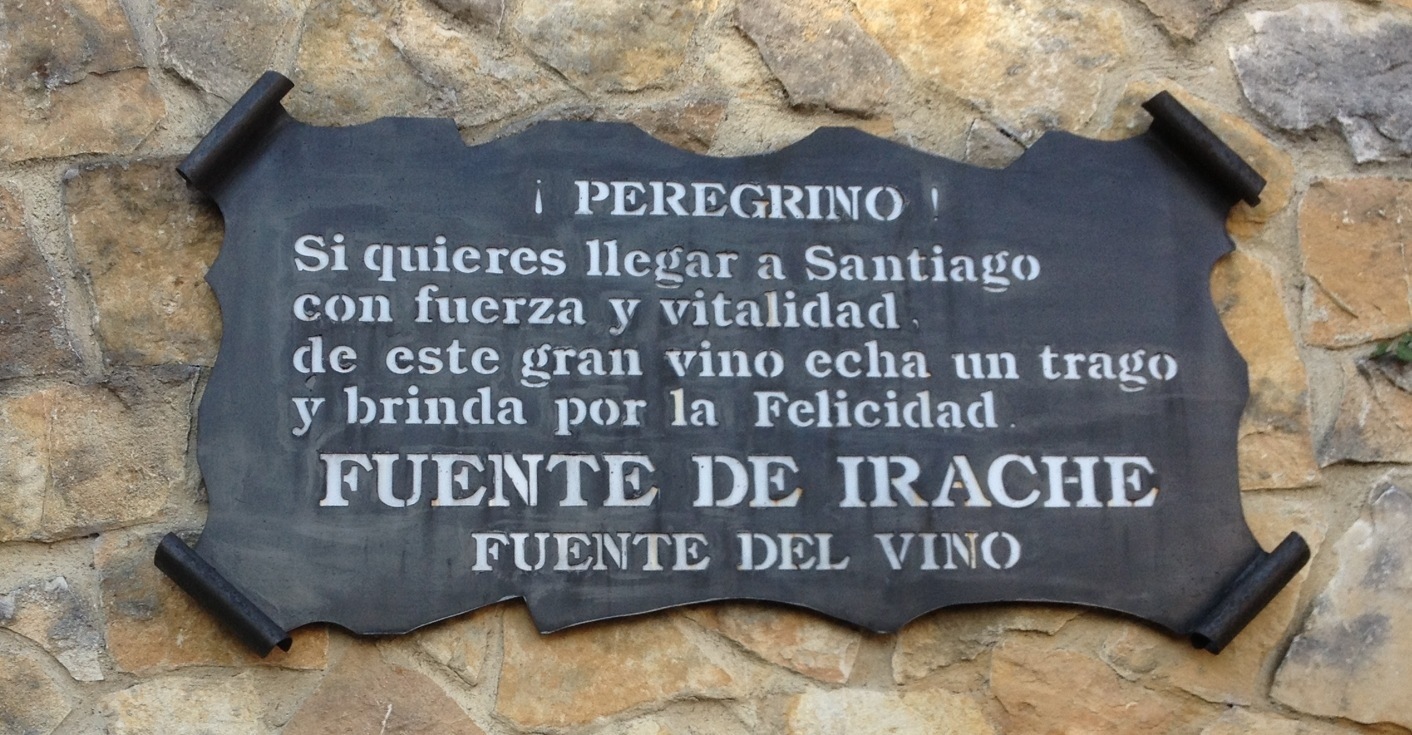 ¡ PEREGRINO !
Si quieres llegar a Santiago
con fuerza y vitalidad,
de este gran vino echa un trago
y brinda por la Felicidad.
FUENTE DE IRACHE
FUENTE DEL VINO